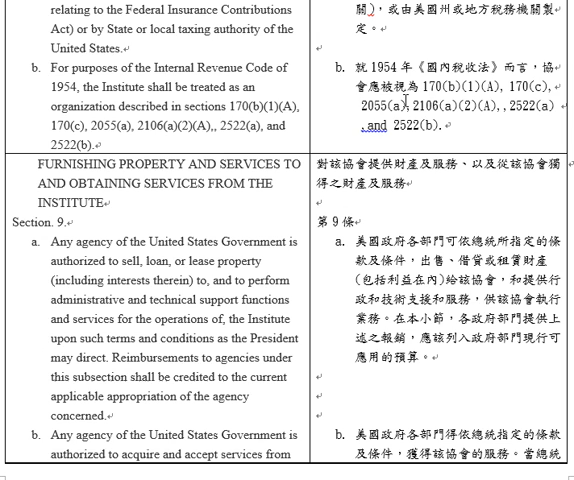 relating to the Federal Insurance Contributions
Act) or by State or local taxing authority of the
United States.
b. For purposes of the Internal Revenue Code of
1954, the Institute shall be treated as an
organization described in sections 170(b)(1)(A),
170(c), 2055(a), 2106(a)(2)(A),, 2522(a), and
2522(b).
關)，或由美國州或地方稅務機關製
定。
b. 就 1954 年《國內稅收法》而言，協
會應被視為 170(b)(1)(A), 170(c),
2055(a), 2106(a)(2)(A), , 2522(a)
,and 2522(b).
FURNISHING PROPERTY AND SERVICES TO
AND OBTAINING SERVICES FROM THE
INSTITUTE
Section. 9.
a. Any agency of the United States Government is
authorized to sell, loan, or lease property
(including interests therein) to, and to perform
administrative and technical support functions
and services for the operations of, the Institute
upon such terms and conditions as the President
may direct. Reimbursements to agencies under
this subsection shall be credited to the current
applicable appropriation of the agency
concerned.
b. Any agency of the United States Government is
authorized to acquire and accept services from
對該協會提供財產及服務、以及從該協會獨
得之財產及服務
第 9 條
a. 美國政府各部門可依總統所指定的條
款及條件，出售、借貸或租賃財產
(包括利益在內)給該協會，和提供行
政和技術支援和服務，供該協會執行
業務。在本小節，各政府部門提供上
述之報銷，應該列入政府部門現行可
應用的預算。
b. 美國政府各部門得依總統指定的條款
及條件，獲得該協會的服務。當總統